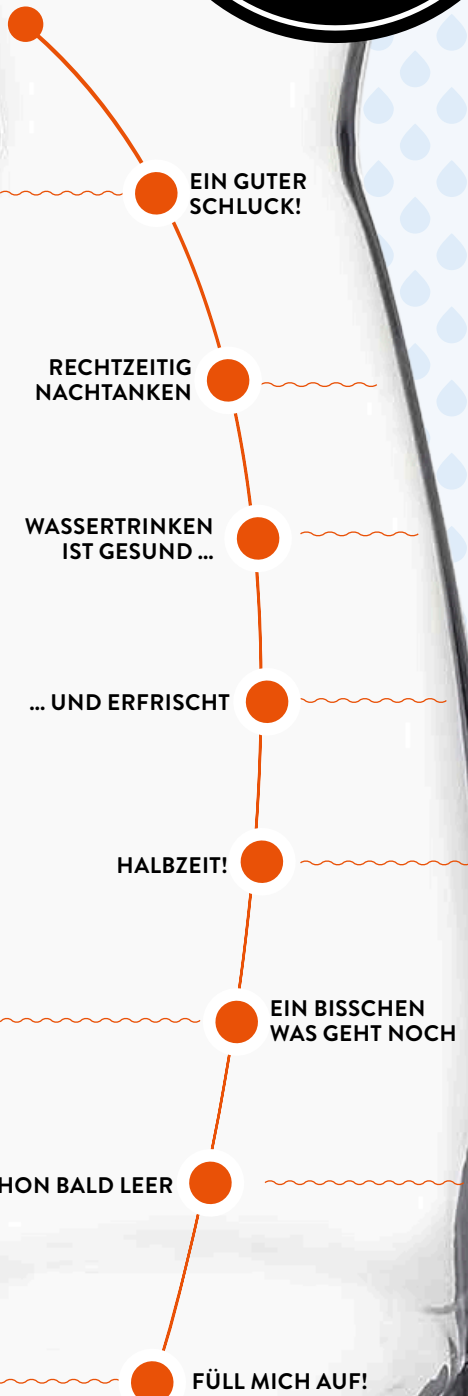 EIN GUTER
SCHLUCK!
RECHTZEITIG
NACHTANKEN
WASSERTRINKEN
IST GESUND ...
... UND ERFRISCHT
HALBZEIT!
EIN BISSCHEN
WAS GEHT NOCH
BALD LEER
FÜLL MICH AUF!